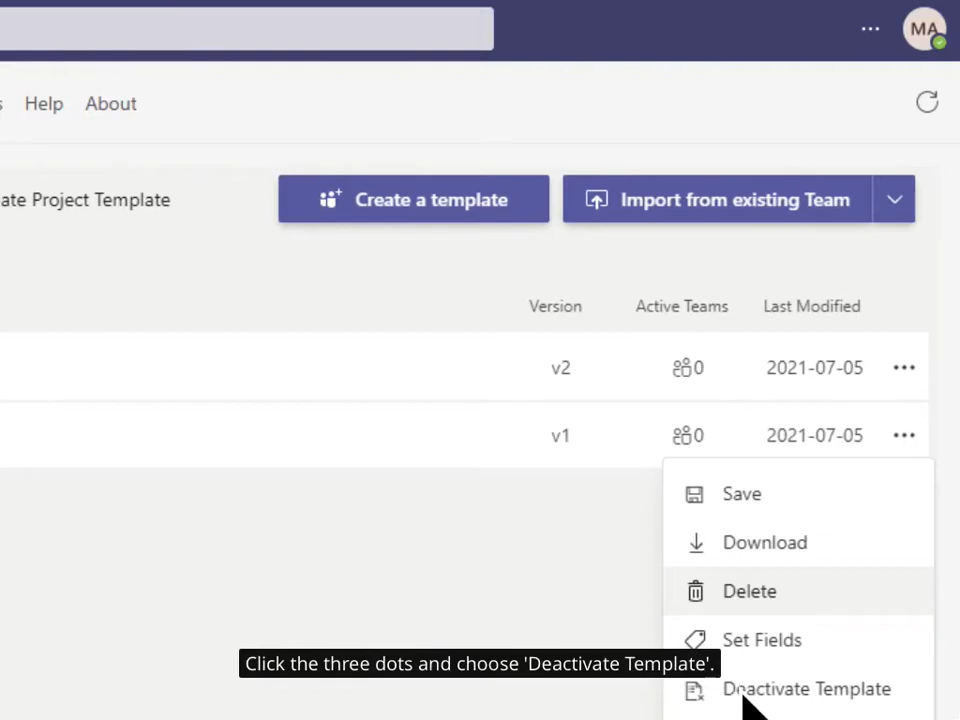 MA
s Help About
ate Project Template
Create a template
Import from existing Team
Version Active Teams Last Modified
v2 0 2021-07-05
v1 0 2021-07-05
Save
Download
Delete
Set Fields
Click the three dots and choose 'Deactivate Template'.
Deactivate Template